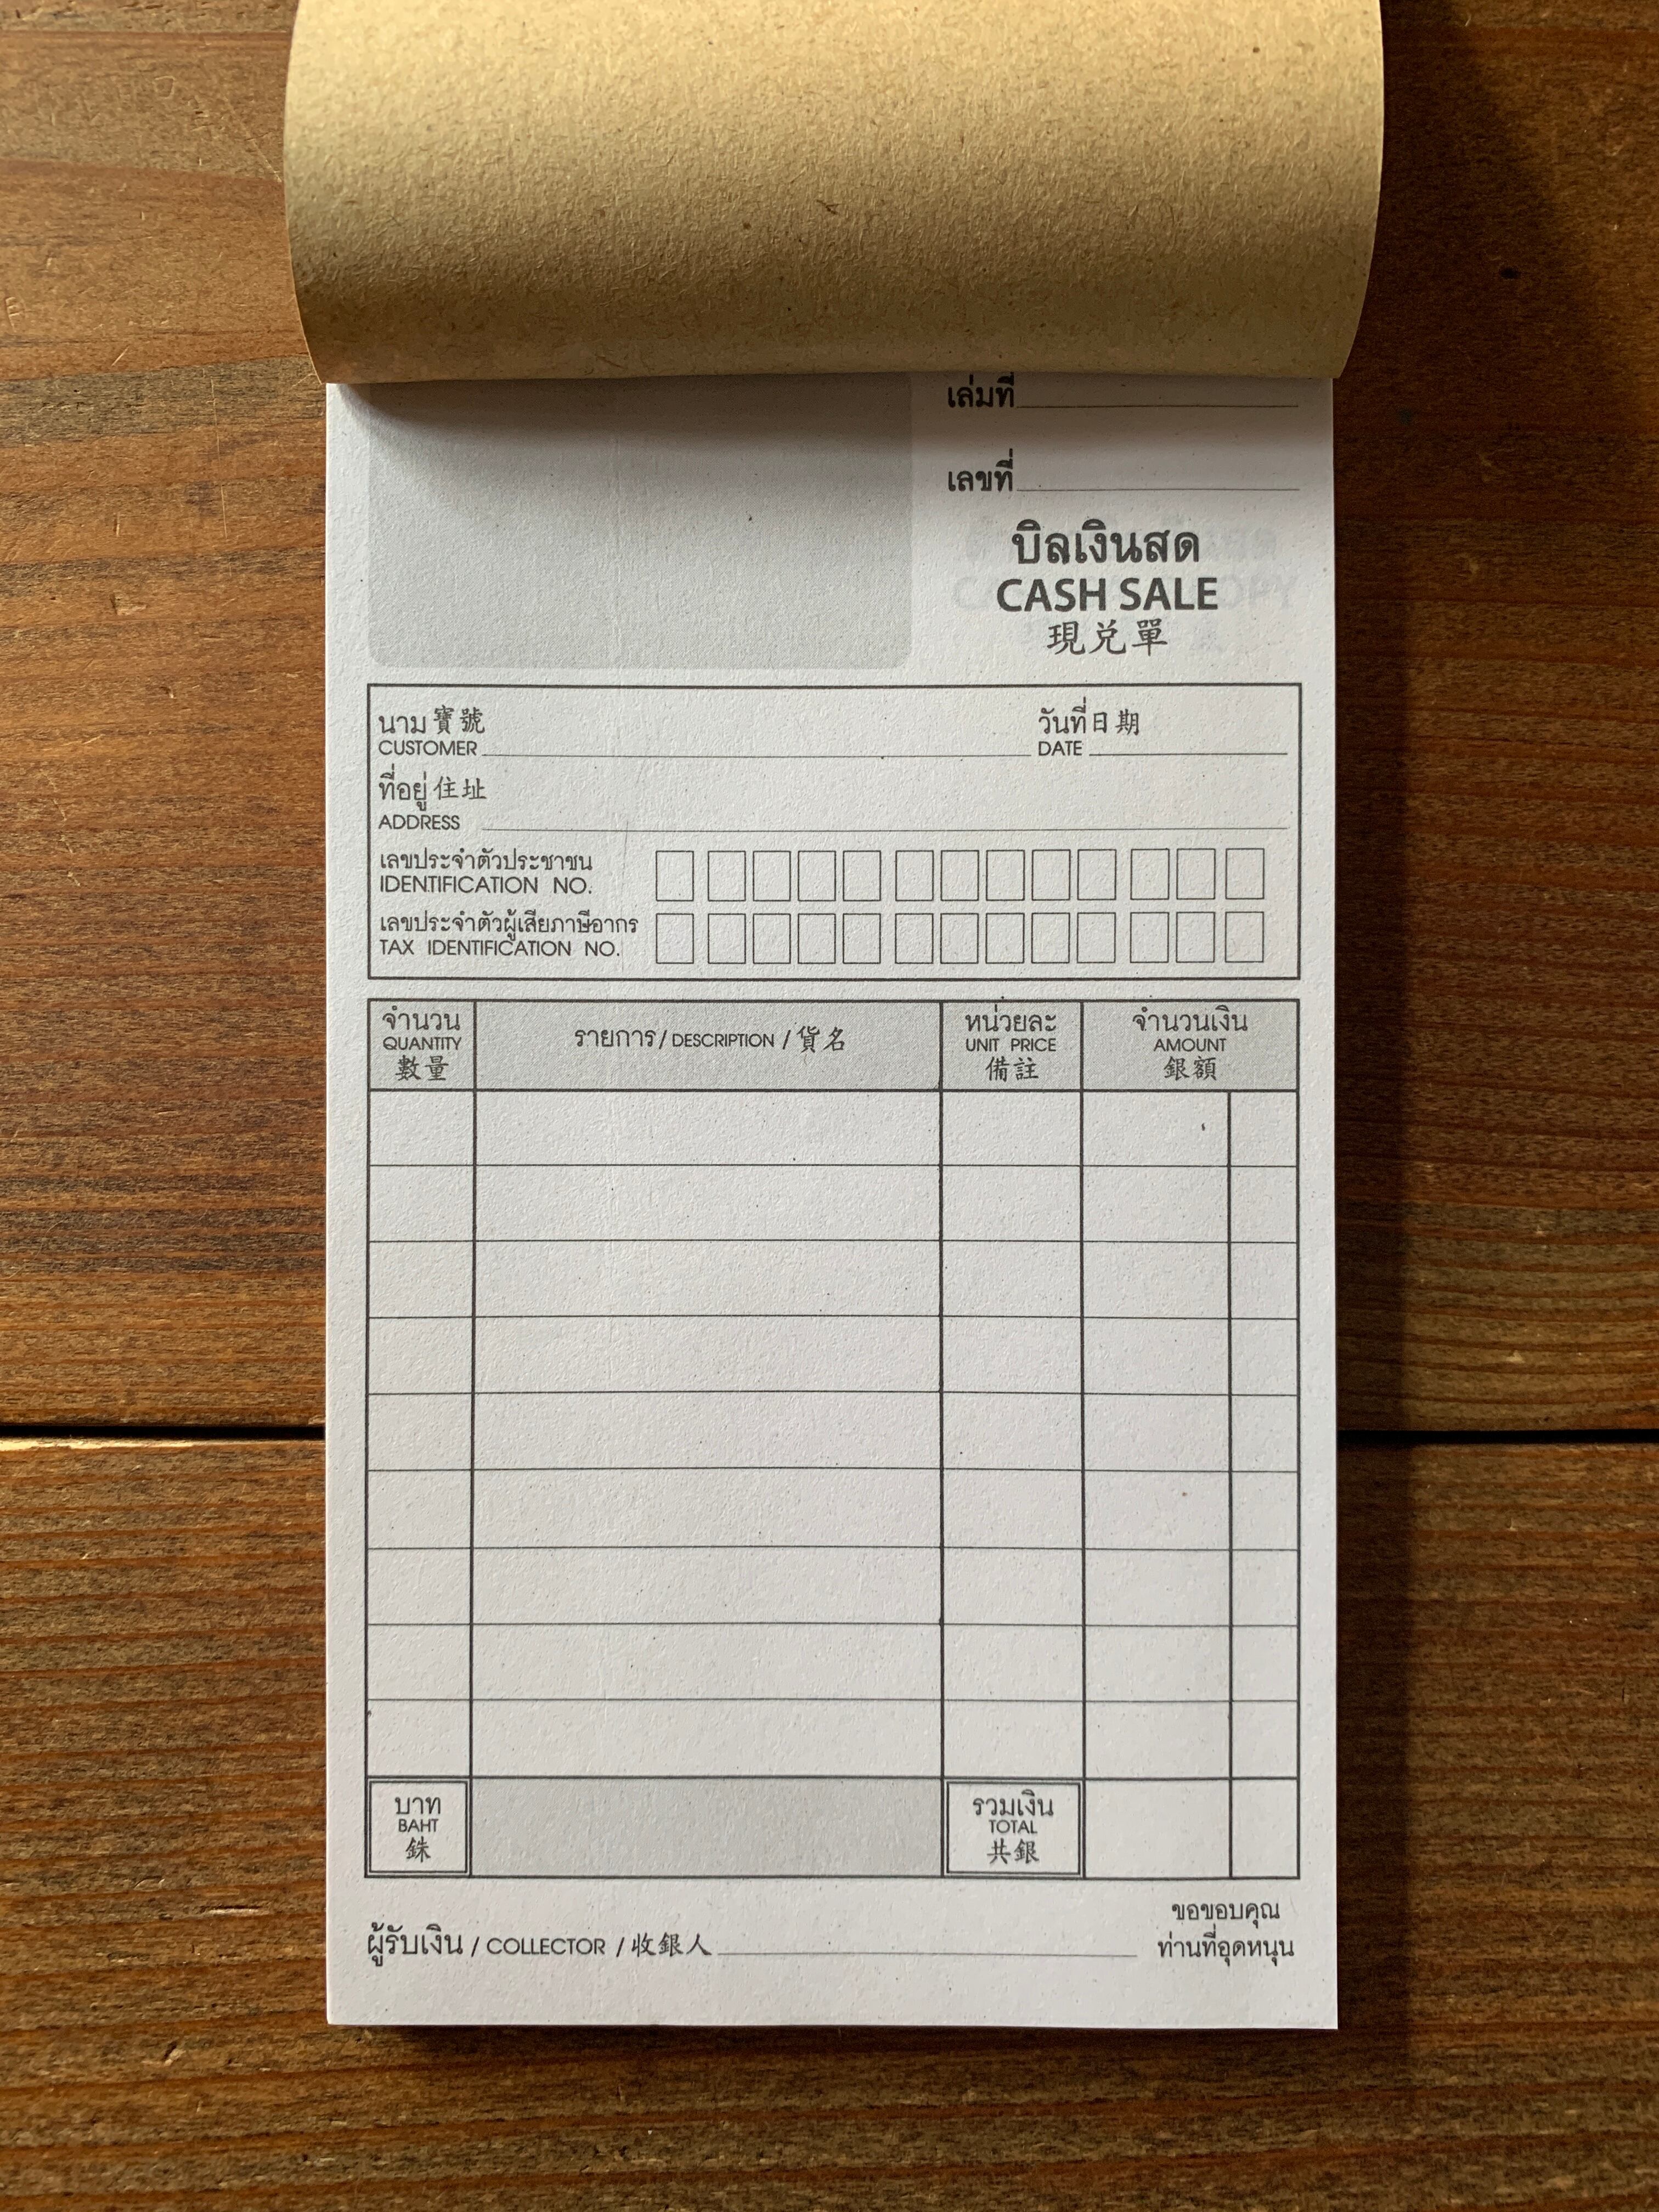 เล่มที่
เลขที่
บิลเงินสด
CASH SALE
現兌單
นาม寶號
CUSTOMER
วันที่日期
DATE
ที่อยู่住址
ADDRESS
เลขประจำตัวประชาชน
IDENTIFICATION NO.
เลขประจำตัวผู้เสียภาษีอากร
TAX IDENTIFICATION NO.
จำนวน
QUANTITY
數量
รายการ/DESCRIPTION/貨名
หน่วยละ
UNIT PRICE
備註
จำนวนเงิน
AMOUNT
銀額
บาท
BAHT
銖
รวมเงิน
TOTAL
共銀
ผู้รับเงิน / COLLECTOR / 收銀人
ขอขอบคุณ
ท่านที่อุดหนุน